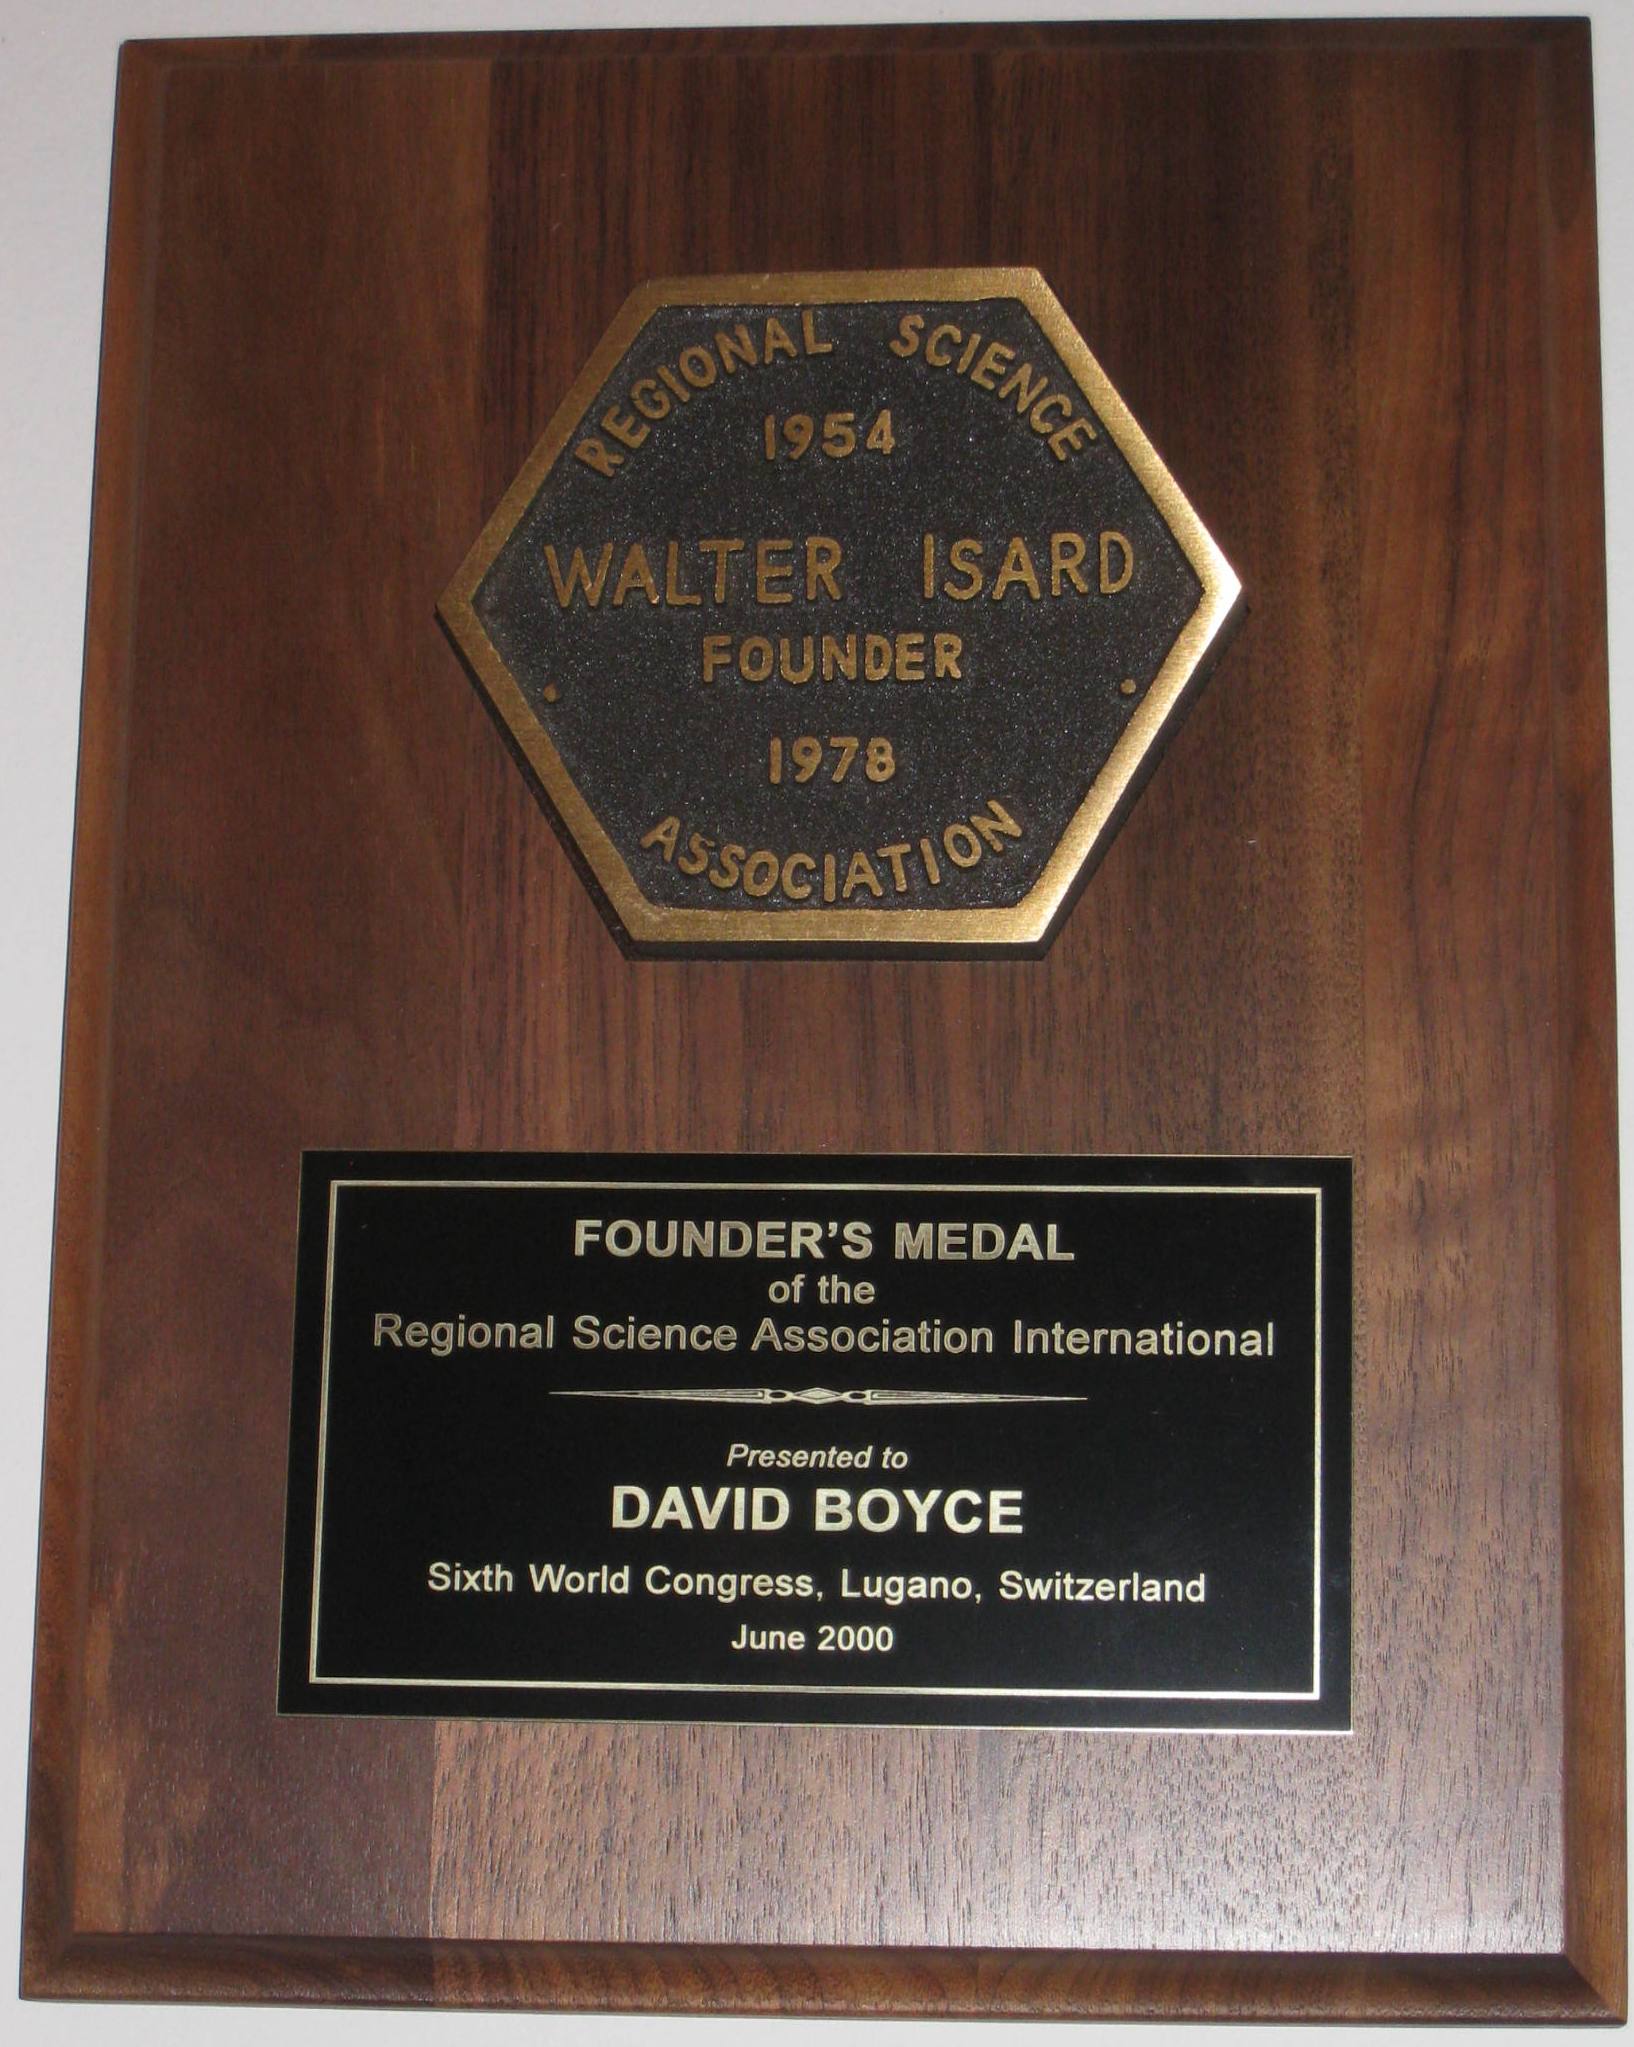 REGIONAL SCIENCE
1954
WALTER ISARD
FOUNDER
1978
ASSOCIATION
FOUNDER'S MEDAL
of the
Regional Science Association International
Presented to
DAVID BOYCE
Sixth World Congress, Lugano, Switzerland
June 2000